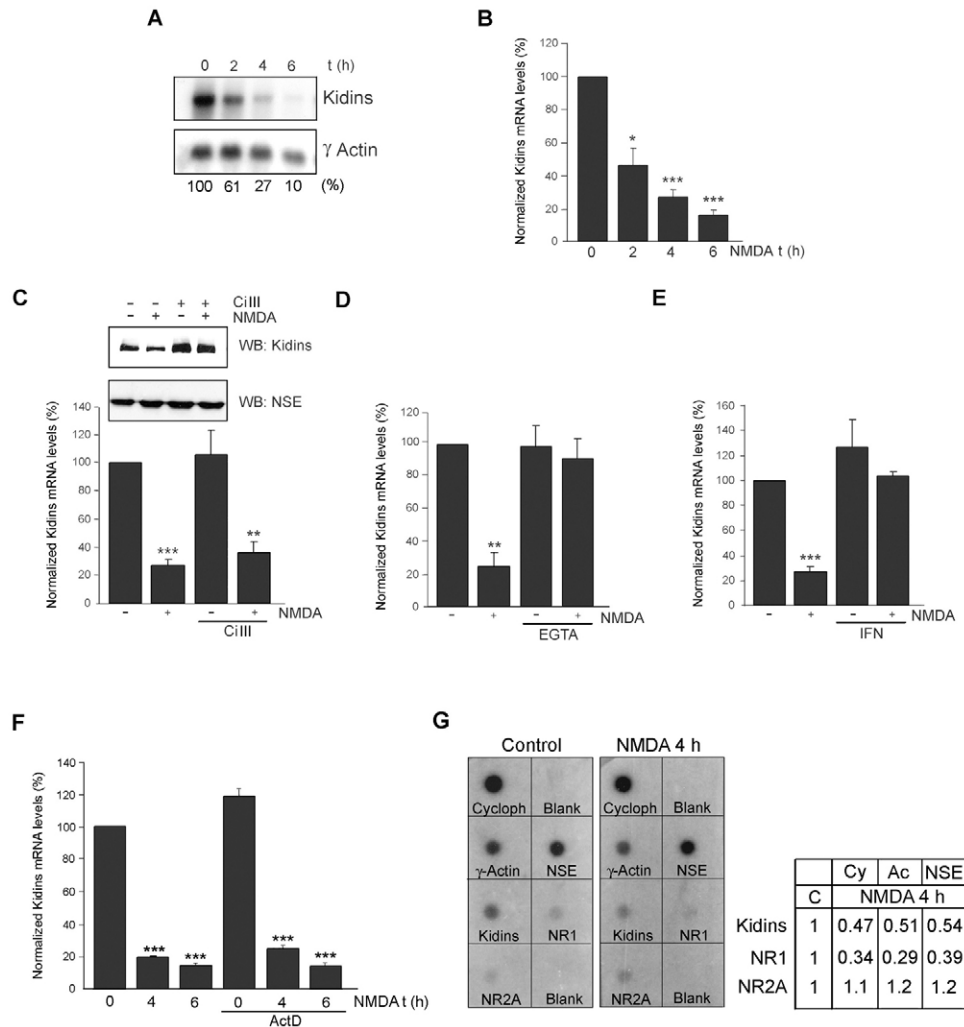 A
0 2 4 6 t (h)
Kidins
γ Actin
100 61 27 10 (%)
B
Normalized Kidins mRNA levels (%)
120
100
80
60
40
20
0
*
***
***
0 2 4 6 NMDA t (h)
C
- - + + CiIII
- + - + NMDA
WB: Kidins
WB: NSE
Normalized Kidins mRNA levels (%)
140
120
100
80
60
40
20
0
***
**
- + - + NMDA
CiIII
D
Normalized Kidins mRNA levels (%)
120
100
80
60
40
20
0
**
- + - + NMDA
EGTA
E
Normalized Kidins mRNA levels (%)
160
140
120
100
80
60
40
20
0
***
- + - + NMDA
IFN
F
Normalized Kidins mRNA levels (%)
140
120
100
80
60
40
20
0
***
***
***
***
0 4 6 0 4 6 NMDA t (h)
ActD
G
Control NMDA 4 h
Cycloph Blank Cycloph Blank
γ-Actin NSE γ-Actin NSE
Kidins NR1 Kidins NR1
NR2A Blank NR2A Blank
Cy Ac NSE
C NMDA 4 h
Kidins 1 0.47 0.51 0.54
NR1 1 0.34 0.29 0.39
NR2A 1 1.1 1.2 1.2